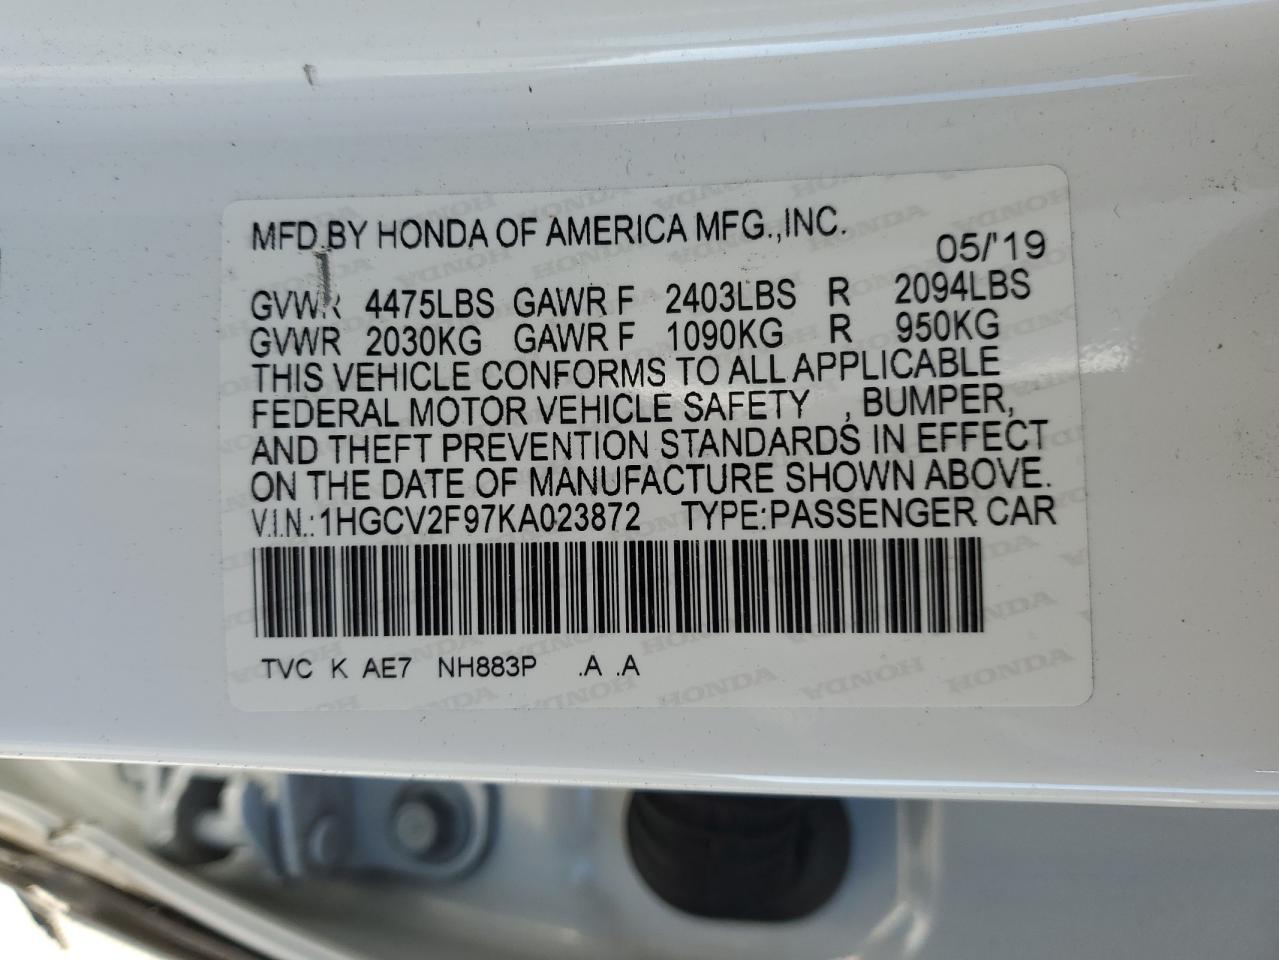 MFD.BY HONDA OF AMERICA MFG.,INC.
05/'19
GVWR 4475LBS GAWR F 2403LBS R 2094LBS
GVWR 2030KG GAWR F 1090KG R 950KG
THIS VEHICLE CONFORMS TO ALL APPLICABLE
FEDERAL MOTOR VEHICLE SAFETY , BUMPER,
AND THEFT PREVENTION STANDARDS IN EFFECT
ON THE DATE OF MANUFACTURE SHOWN ABOVE.
V.I.N.:1HGCV2F97KA023872 TYPE:PASSENGER CAR
TVC K AE7 NH883P .A .A